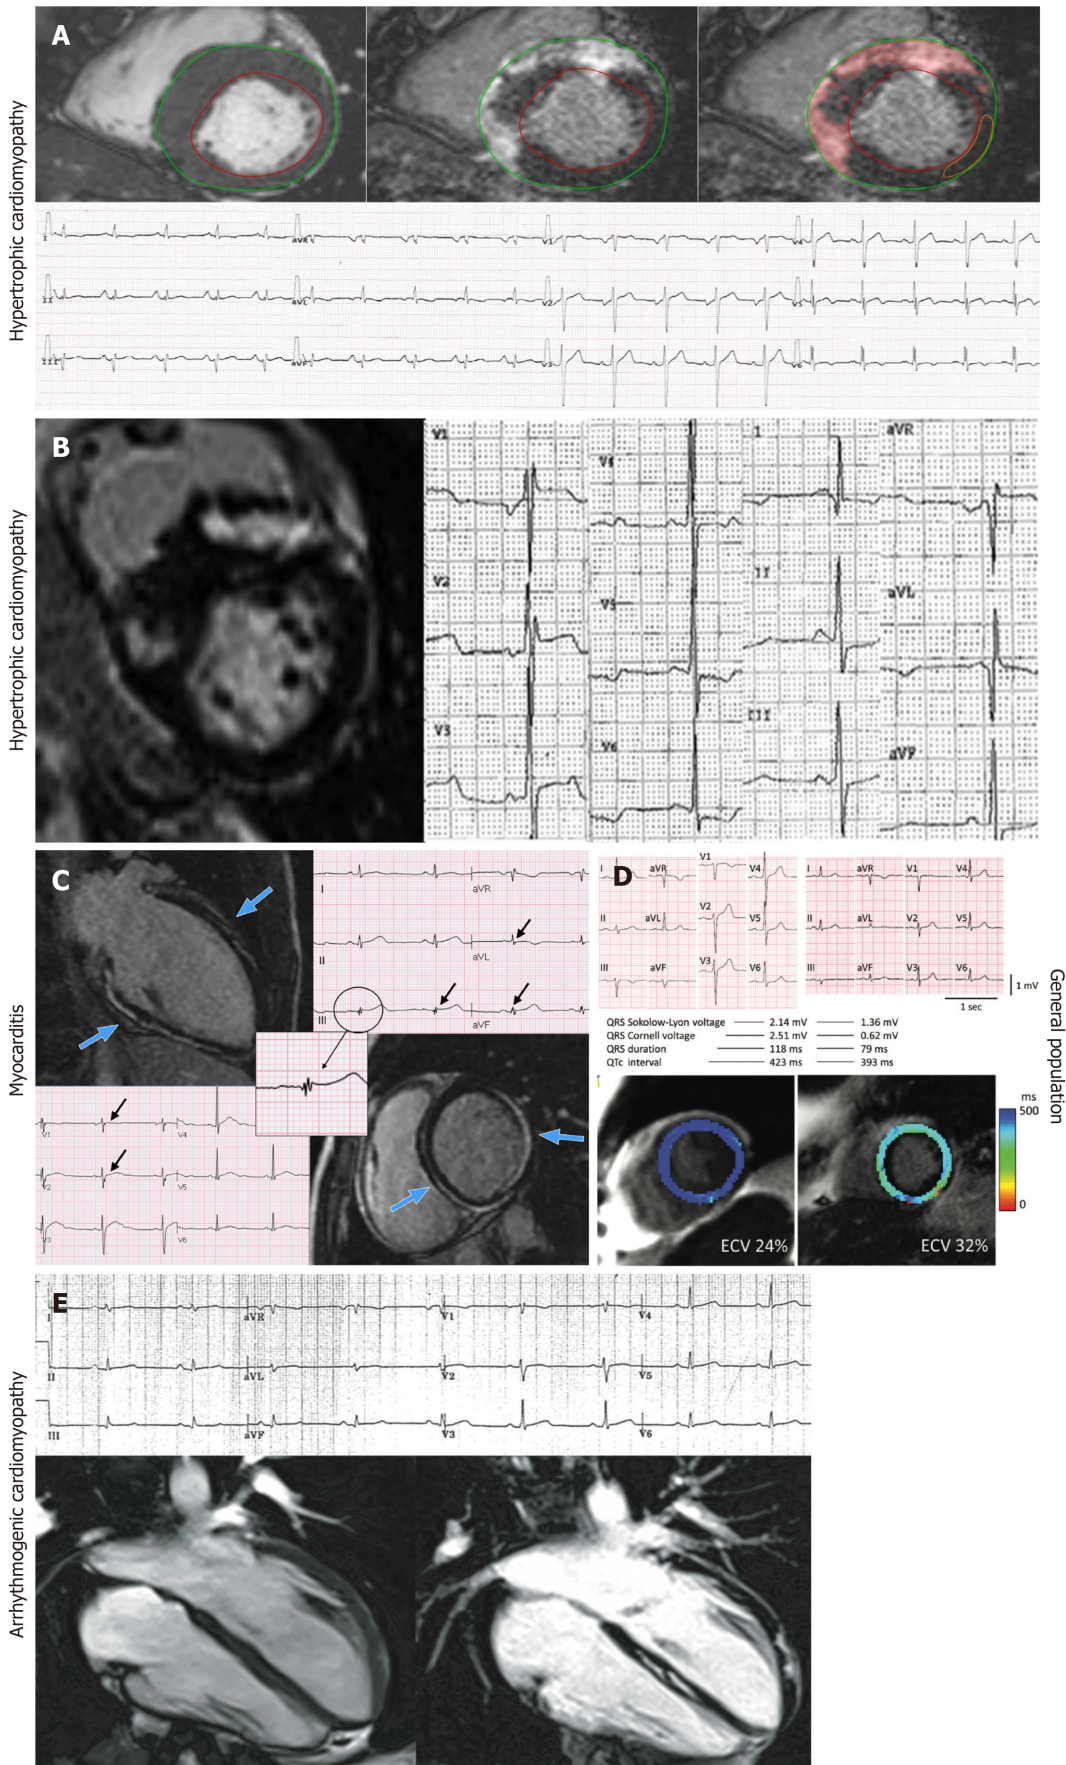 Hypertrophic cardiomyopathy
A
I
aVR
V1
V4
II
aVL
V2
V5
III
aVF
V3
V6
Hypertrophic cardiomyopathy
B
V1
V4
I
aVR
V2
V5
II
aVL
V3
V6
III
aVF
Myocarditis
C
I
aVR
II
aVL
III
aVF
V1
V4
V2
V5
V3
V6
General population
D
I
aVR
V1
V4
II
aVL
V2
V5
III
aVF
V3
V6
I
aVR
V1
V4
II
aVL
V2
V5
III
aVF
V3
V6
1 mV
1 sec
QRS Sokolow-Lyon voltage 2.14 mV 1.36 mV
QRS Cornell voltage 2.51 mV 0.62 mV
QRS duration 118 ms 79 ms
QTc interval 423 ms 393 ms
ms
500
0
ECV 24%
ECV 32%
Arrhythmogenic cardiomyopathy
E
I
aVR
V1
V4
II
aVL
V2
V5
III
aVF
V3
V6